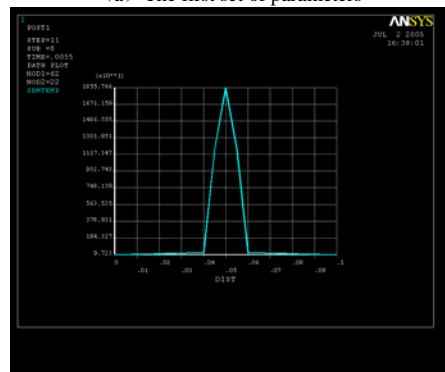 (a) The first set of parameters
1
POST1
STEP=11
SUB =8
TIME=.0055
PATH PLOT
NOD1=62
NOD2=22
ANSYS
JUL 2 2005
16:38:01
(x10**1)
1855.766
1671.159
1486.555
1301.951
1117.347
932.743
748.139
563.535
378.931
194.327
9.723
0
.01
.02
.03
.04
.05
.06
.07
.08
.09
.1
DIST